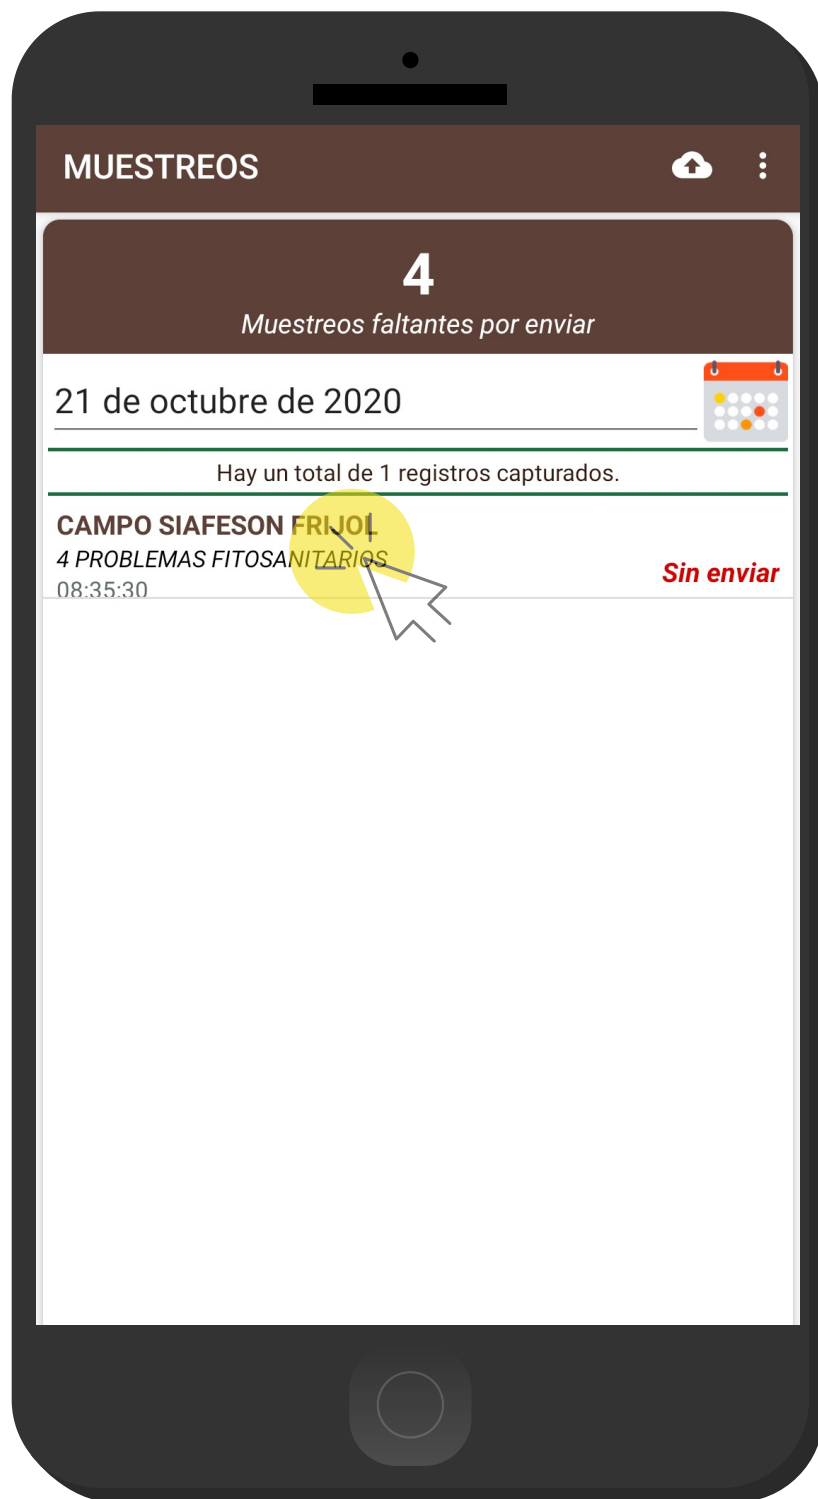 MUESTREOS
4
Muestreos faltantes por enviar
21 de octubre de 2020
Hay un total de 1 registros capturados.
CAMPO SIAFESON FRIJOL
4 PROBLEMAS FITOSANITARIOS
Sin enviar
08:35:30